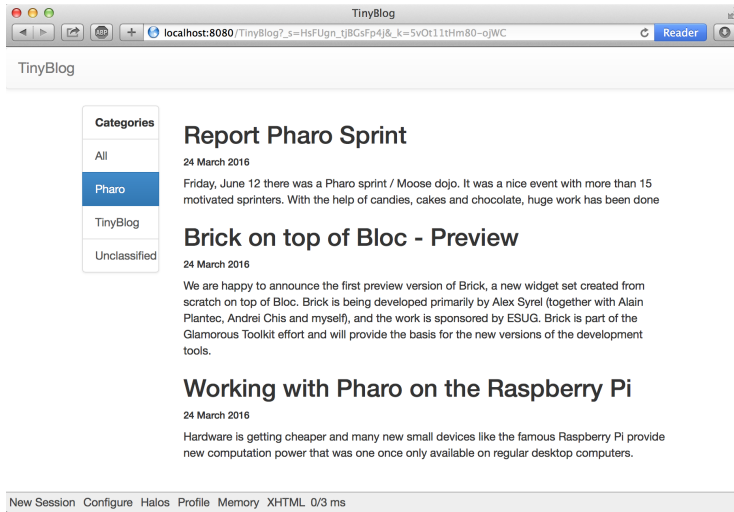 TinyBlog
ABP
localhost:8080/TinyBlog?_s=HsFUgn_tjBGsFp4j&_k=5vOt11tHm80-ojWC
Reader
TinyBlog
Categories
All
Pharo
TinyBlog
Unclassified
Report Pharo Sprint
24 March 2016
Friday, June 12 there was a Pharo sprint / Moose dojo. It was a nice event with more than 15
motivated sprinters. With the help of candies, cakes and chocolate, huge work has been done
Brick on top of Bloc - Preview
24 March 2016
We are happy to announce the first preview version of Brick, a new widget set created from
scratch on top of Bloc. Brick is being developed primarily by Alex Syrel (together with Alain
Plantec, Andrei Chis and myself), and the work is sponsored by ESUG. Brick is part of the
Glamorous Toolkit effort and will provide the basis for the new versions of the development
tools.
Working with Pharo on the Raspberry Pi
24 March 2016
Hardware is getting cheaper and many new small devices like the famous Raspberry Pi provide
new computation power that was one once only available on regular desktop computers.
New Session Configure Halos Profile Memory XHTML 0/3 ms